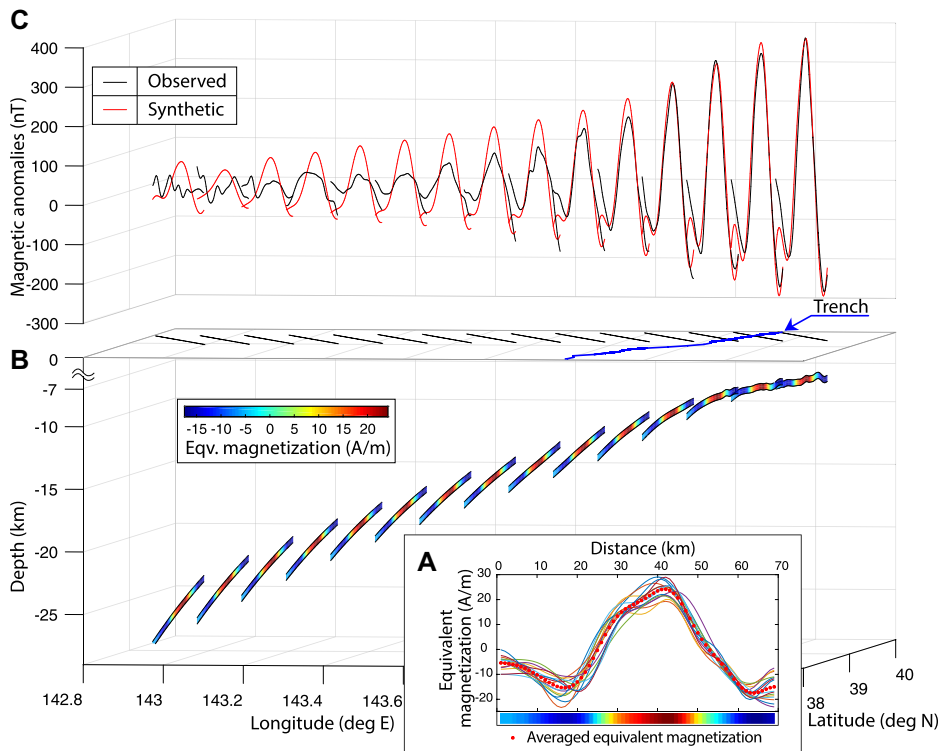 C
400
300
200
100
0
-100
-200
-300
Magnetic anomalies (nT)
Observed
Synthetic
Trench
B
0
-7
-10
-15
-20
-25
Depth (km)
-15 -10 -5 0 5 10 15 20
Eqv. magnetization (A/m)
142.8 143 143.2 143.4 143.6
Longitude (deg E)
38 39 40
Latitude (deg N)
A
Distance (km)
0 10 20 30 40 50 60 70
30
20
10
0
-10
-20
Equivalent
magnetization (A/m)
Averaged equivalent magnetization